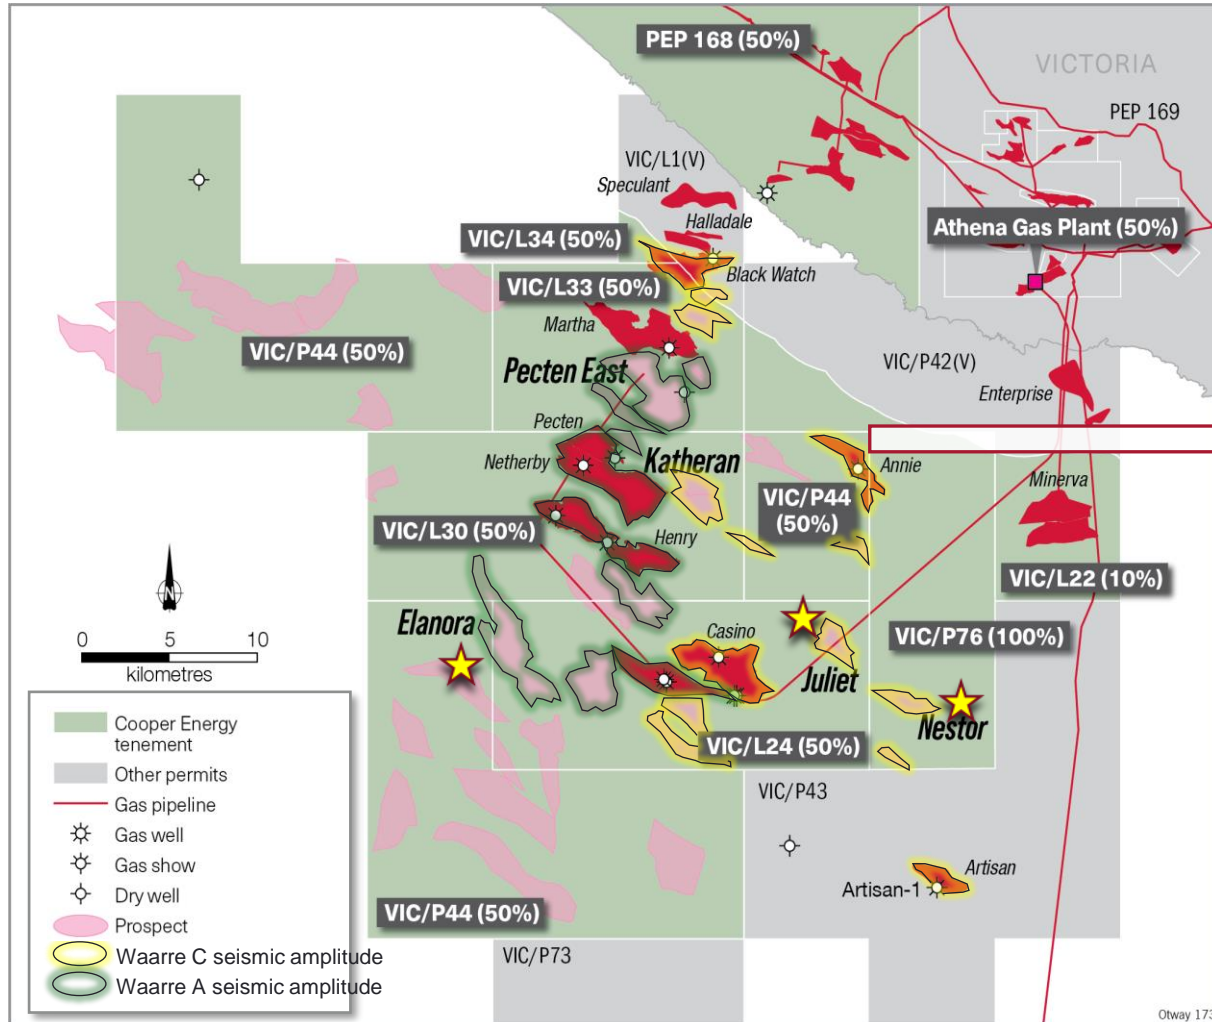 PEP 168 (50%)
VICTORIA
PEP 169
VIC/L1(V)
Speculant
Halladale
Athena Gas Plant (50%)
VIC/L34 (50%)
Black Watch
VIC/L33 (50%)
Martha
VIC/P44 (50%)
VIC/P42(V)
Pecten East
Enterprise
Pecten
Netherby
Katheran
Annie
Minerva
VIC/P44
(50%)
VIC/L30 (50%)
Henry
VIC/L22 (10%)
N
Elanora
Casino
VIC/P76 (100%)
0 5 10
kilometres
Juliet
Nestor
VIC/L24 (50%)
Cooper Energy
tenement
Other permits
Gas pipeline
Gas well
Gas show
Dry well
Prospect
Waarre C seismic amplitude
Waarre A seismic amplitude
VIC/P43
Artisan
Artisan-1
VIC/P44 (50%)
VIC/P73
Otway 173